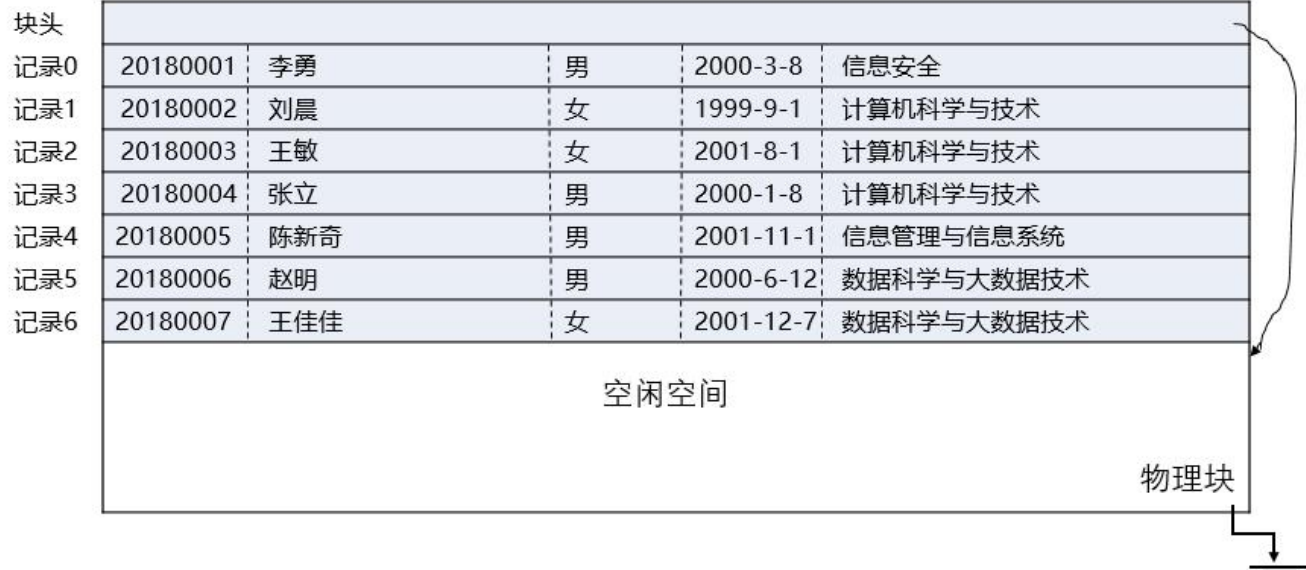 块头
记录0 20180001 李勇 男 2000-3-8 信息安全
记录1 20180002 刘晨 女 1999-9-1 计算机科学与技术
记录2 20180003 王敏 女 2001-8-1 计算机科学与技术
记录3 20180004 张立 男 2000-1-8 计算机科学与技术
记录4 20180005 陈新奇 男 2001-11-1 信息管理与信息系统
记录5 20180006 赵明 男 2000-6-12 数据科学与大数据技术
记录6 20180007 王佳佳 女 2001-12-7 数据科学与大数据技术
空闲空间
物理块